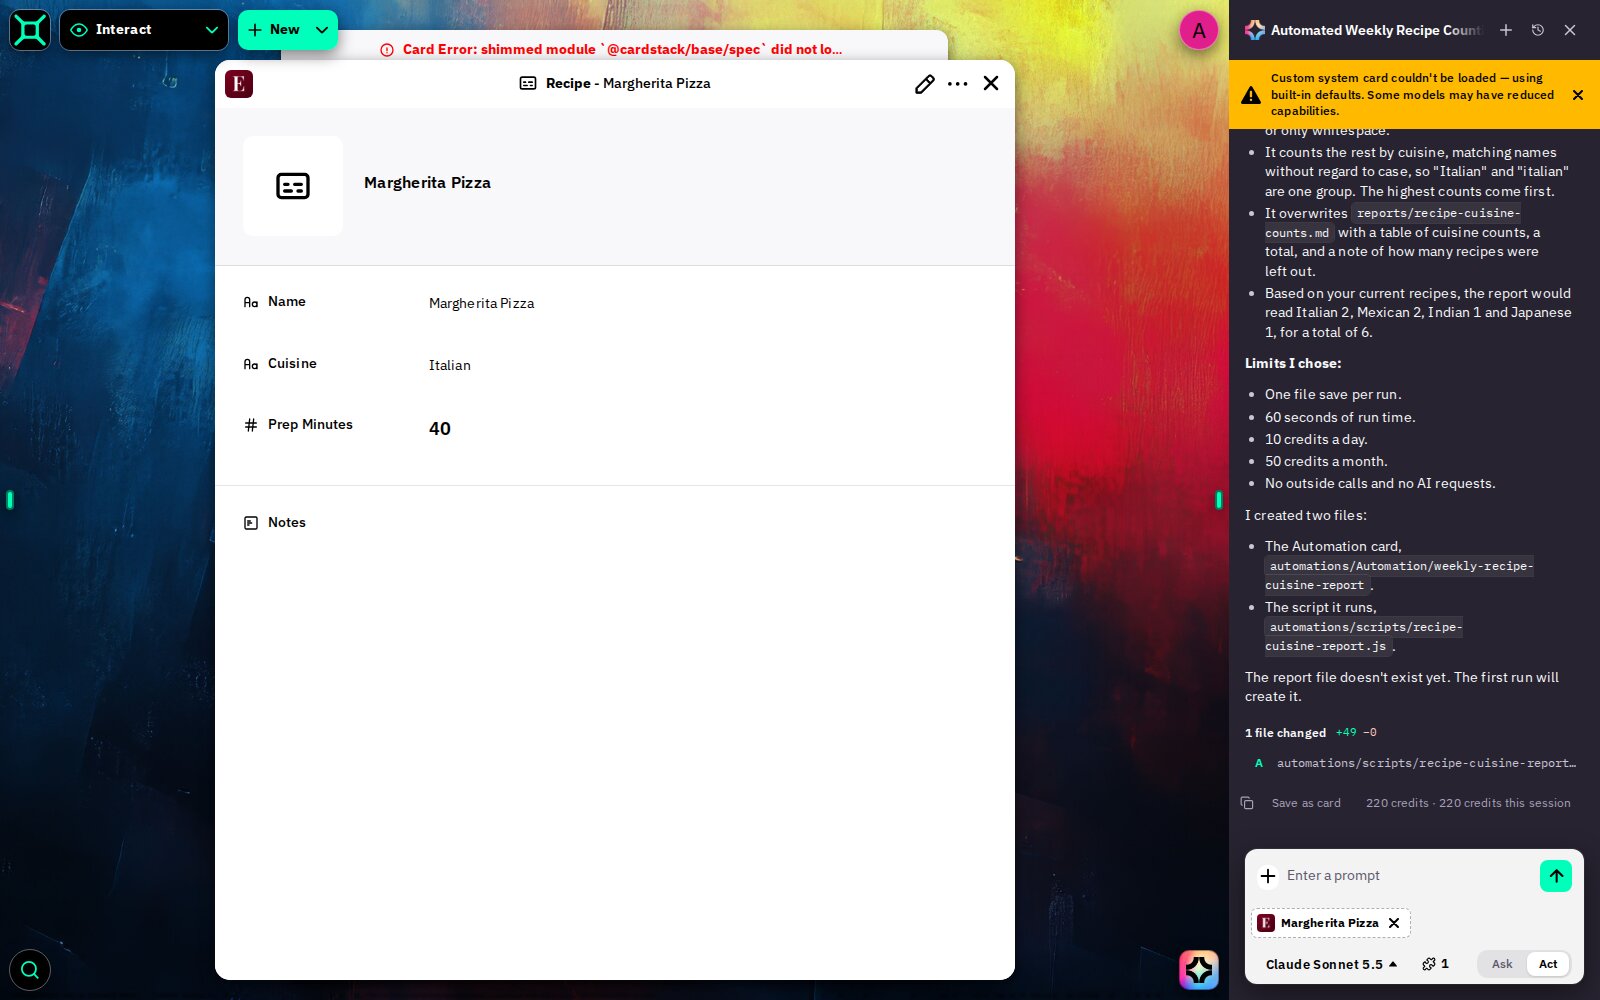 Interact
New
Card Error: shimmed module `@cardstack/base/spec` did not lo...
A
E
Recipe - Margherita Pizza
Margherita Pizza
Name
Margherita Pizza
Cuisine
Italian
Prep Minutes
40
Notes
Automated Weekly Recipe Count
Custom system card couldn't be loaded — using
built-in defaults. Some models may have reduced
capabilities.
or only whitespace.
It counts the rest by cuisine, matching names
without regard to case, so "Italian" and "italian"
are one group. The highest counts come first.
It overwrites reports/recipe-cuisine-
counts.md with a table of cuisine counts, a
total, and a note of how many recipes were
left out.
Based on your current recipes, the report would
read Italian 2, Mexican 2, Indian 1 and Japanese
1, for a total of 6.
Limits I chose:
One file save per run.
60 seconds of run time.
10 credits a day.
50 credits a month.
No outside calls and no AI requests.
I created two files:
The Automation card,
automations/Automation/weekly-recipe-
cuisine-report .
The script it runs,
automations/scripts/recipe-
cuisine-report.js .
The report file doesn't exist yet. The first run will
create it.
1 file changed +49 −0
A automations/scripts/recipe-cuisine-report…
Save as card 220 credits · 220 credits this session
Enter a prompt
E Margherita Pizza
Claude Sonnet 5.5 1 Ask Act